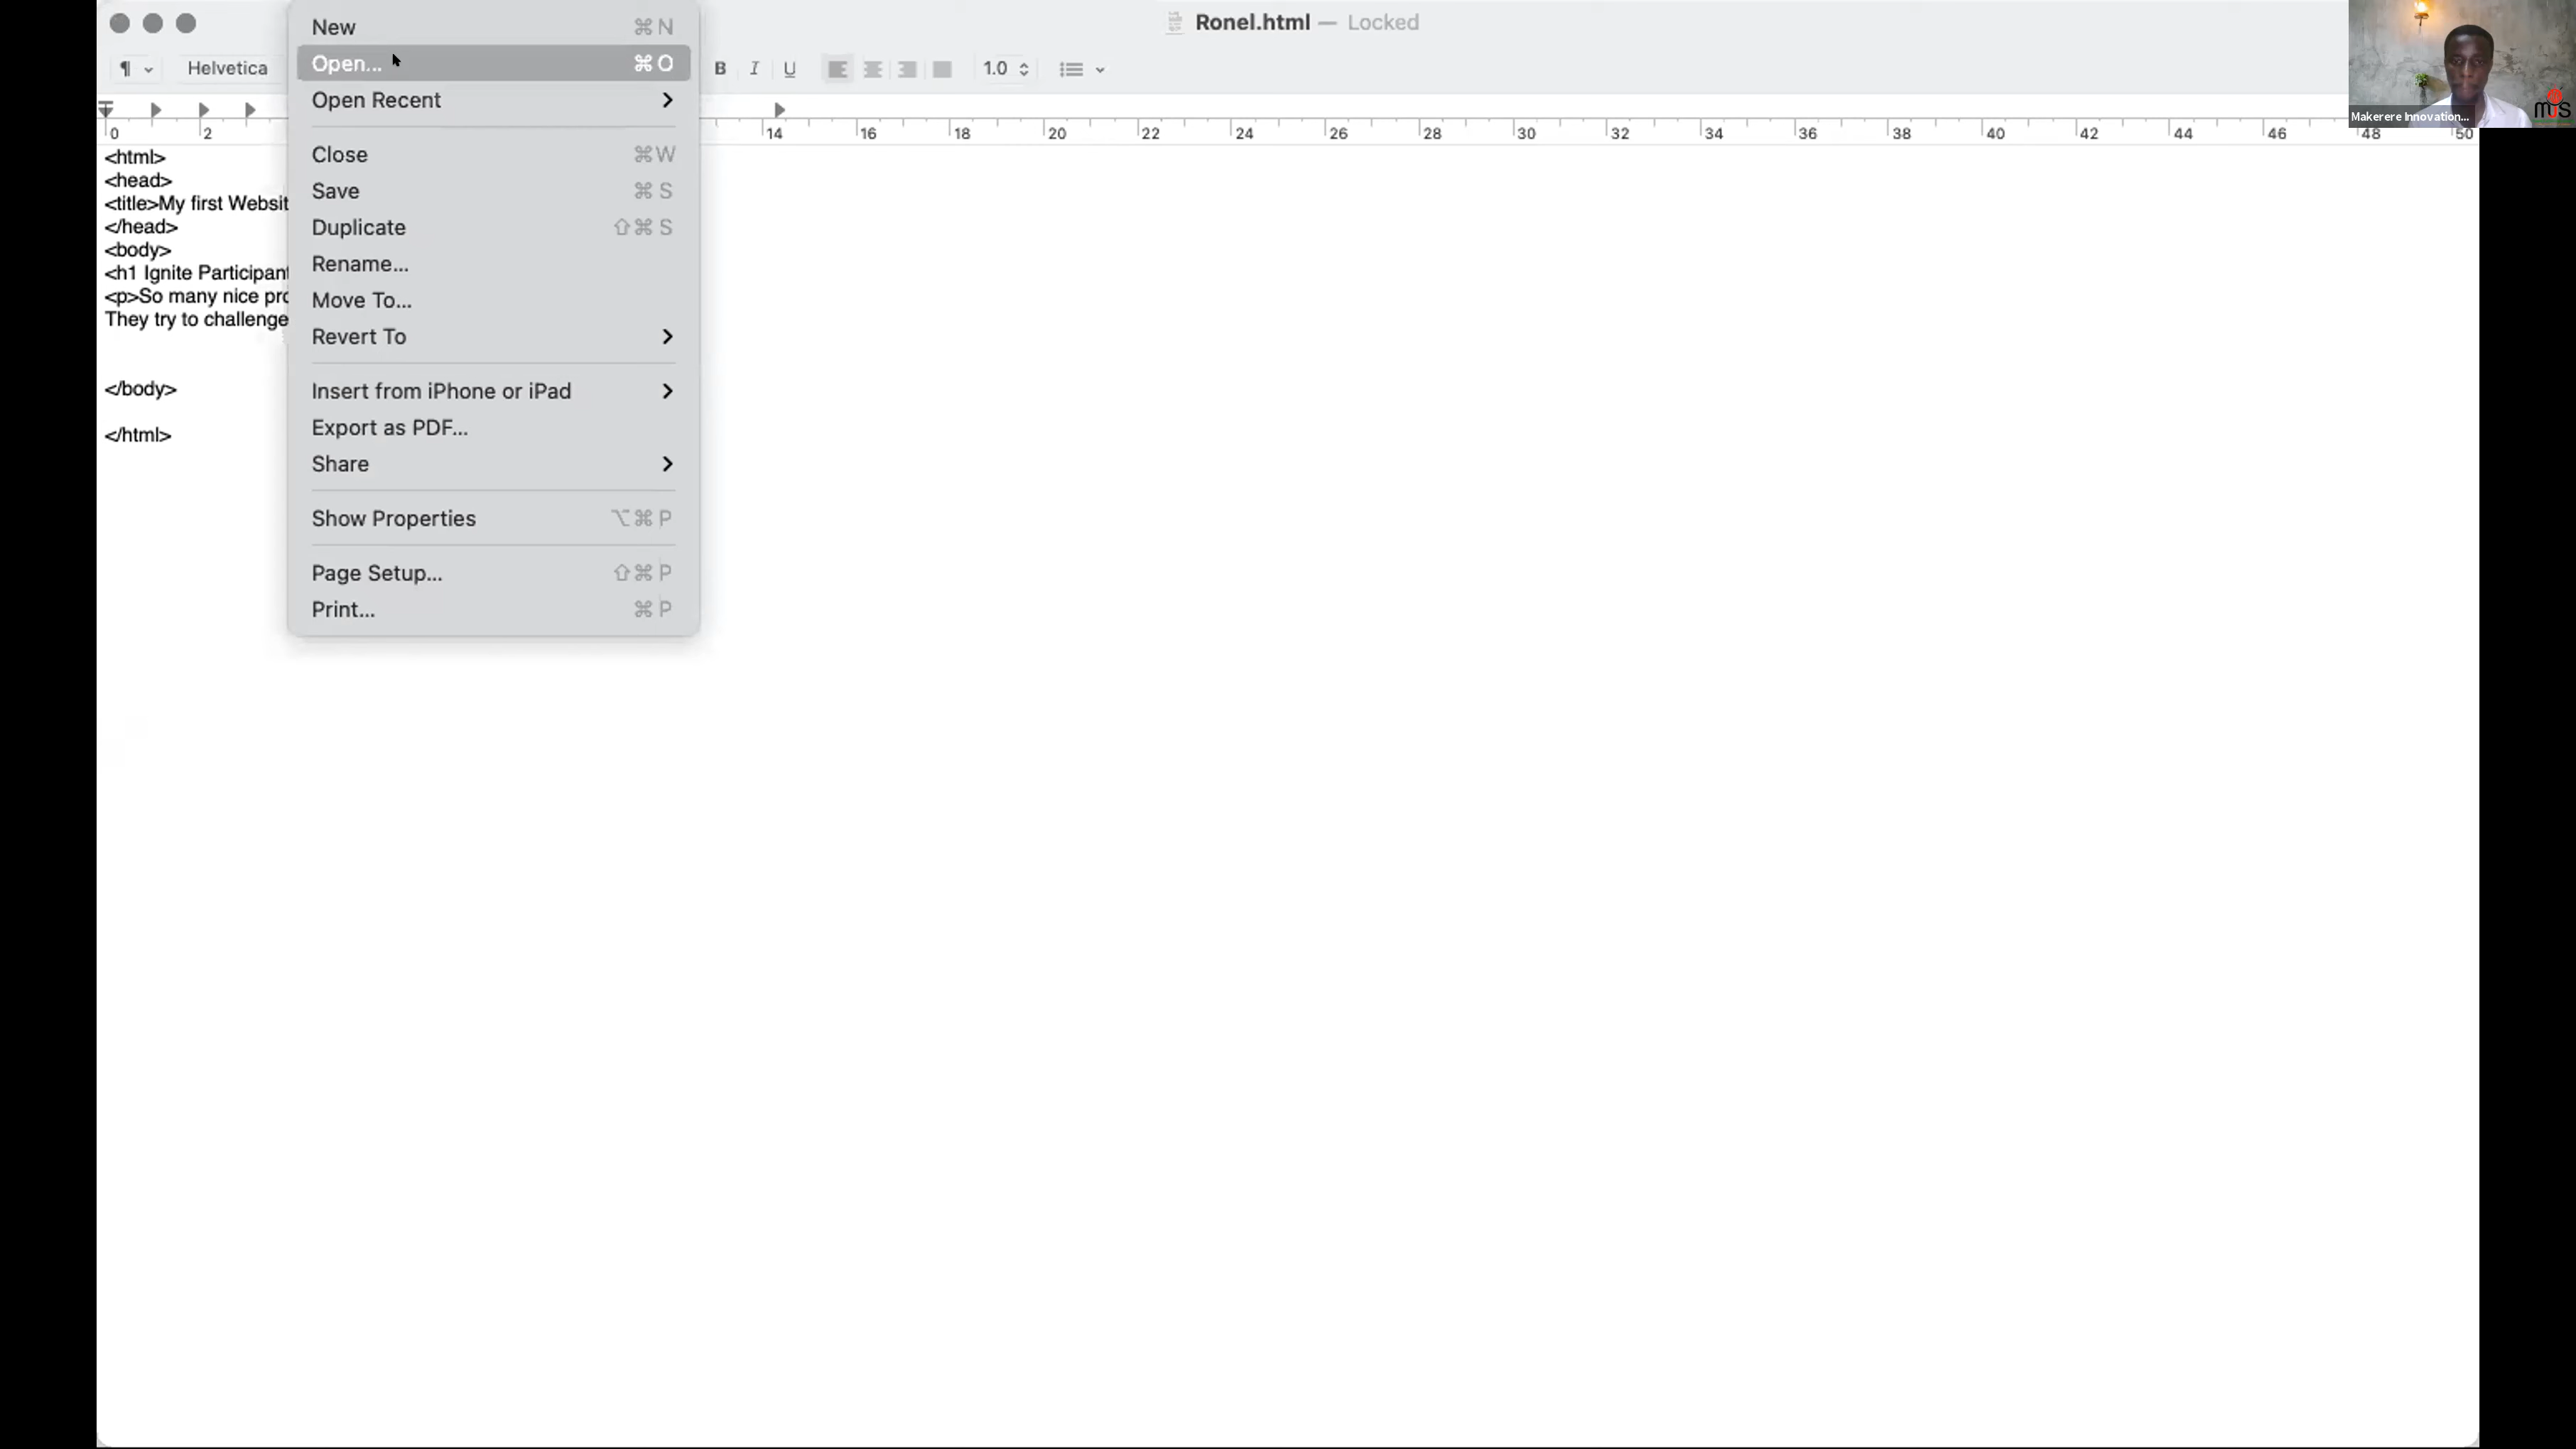 Ronel.html — Locked
Helvetica
B I U
1.0
0 2 14 16 18 20 22 24 26 28 30 32 34 36 38 40 42 44 46 48 50
New ⌘ N
Open... ⌘ O
Open Recent
Close ⌘ W
Save ⌘ S
Duplicate ⇧⌘ S
Rename...
Move To...
Revert To
Insert from iPhone or iPad
Export as PDF...
Share
Show Properties ⌥⌘ P
Page Setup... ⇧⌘ P
Print... ⌘ P
<html>
<head>
<title>My first Websit
</head>
<body>
<h1 Ignite Participant
<p>So many nice pro
They try to challenge
</body>
</html>
Makerere Innovation...
mis